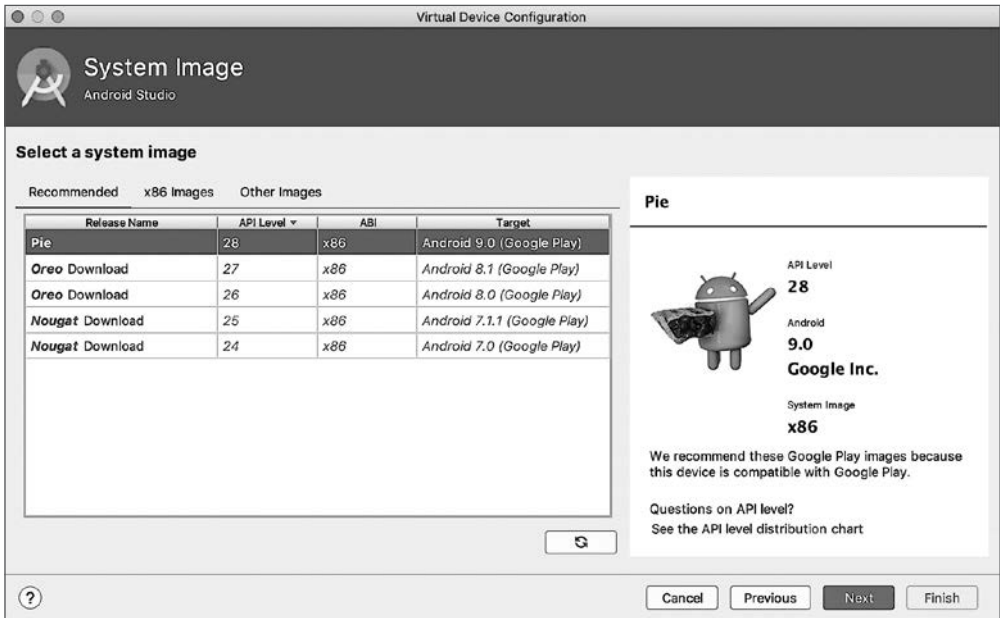 Virtual Device Configuration
System Image
Android Studio
Select a system image
Recommended x86 Images Other Images
Release Name API Level ABI Target
Pie 28 x86 Android 9.0 (Google Play)
Oreo Download 27 x86 Android 8.1 (Google Play)
Oreo Download 26 x86 Android 8.0 (Google Play)
Nougat Download 25 x86 Android 7.1.1 (Google Play)
Nougat Download 24 x86 Android 7.0 (Google Play)
Pie
API Level
28
Android
9.0
Google Inc.
System Image
x86
We recommend these Google Play images because
this device is compatible with Google Play.
Questions on API level?
See the API level distribution chart
? Cancel Previous Next Finish